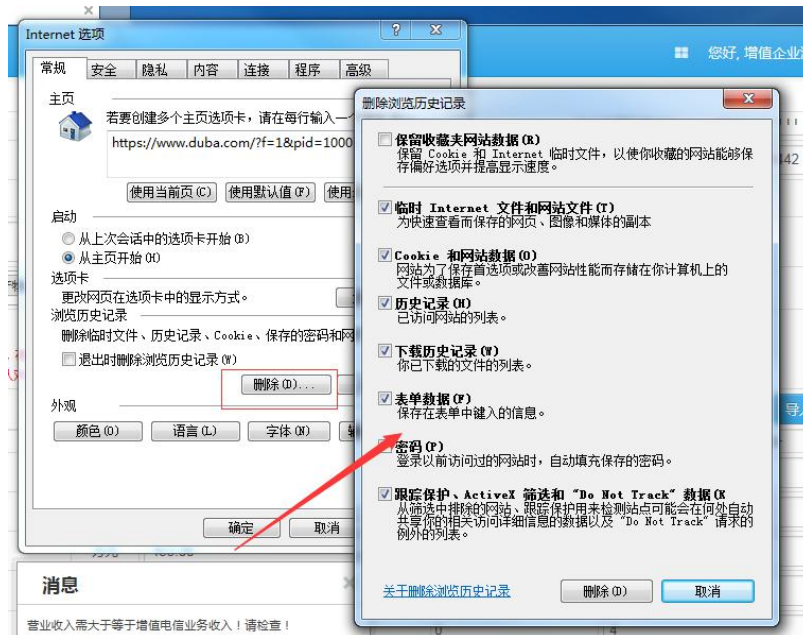 Internet 选项
您好, 增值企业
常规
安全
隐私
内容
连接
程序
高级
主页
若要创建多个主页选项卡，请在每行输入一
https://www.duba.com/?f=1&pid=1000
使用当前页(C)
使用默认值(F)
使用
启动
从上次会话中的选项卡开始(B)
从主页开始(H)
选项卡
更改网页在选项卡中的显示方式。
浏览历史记录
删除临时文件、历史记录、Cookie、保存的密码和网
退出时删除浏览历史记录(W)
删除(D)...
外观
颜色(O)
语言(L)
字体(N)
确定
取消
删除浏览历史记录
保留收藏夹网站数据(R)
保留 Cookie 和 Internet 临时文件，以使你收藏的网站能够保
存偏好选项并提高显示速度。
临时 Internet 文件和网站文件(T)
为快速查看而保存的网页、图像和媒体的副本
Cookie 和网站数据(O)
网站为了保存首选项或改善网站性能而存储在你计算机上的
文件或数据库。
历史记录(H)
已访问网站的列表。
下载历史记录(W)
你已下载的文件的列表。
表单数据(F)
保存在表单中键入的信息。
密码(P)
登录以前访问过的网站时，自动填充保存的密码。
跟踪保护、ActiveX 筛选和 “Do Not Track” 数据(K
从筛选中排除的网站、跟踪保护用来检测站点可能会在何处自动
共享你的相关访问详细信息的数据以及 “Do Not Track” 请求的
例外的列表。
关于删除浏览历史记录
删除(D)
取消
442
导
消息
营业收入需大于等于增值电信业务收入！请检查！
0
4